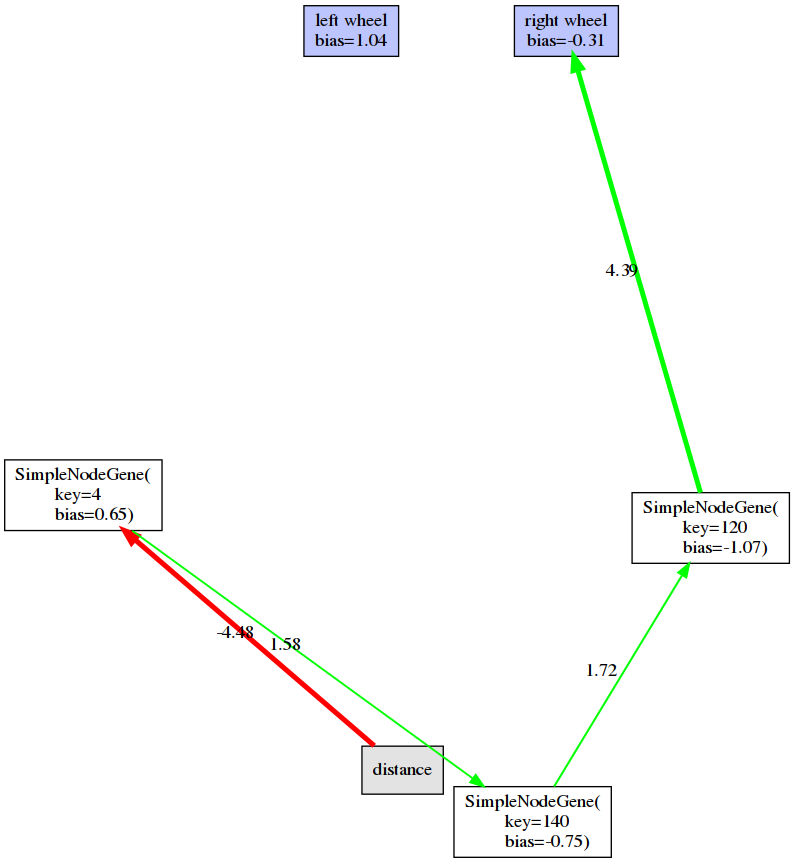 left wheel
bias=1.04
right wheel
bias=-0.31
4.39
SimpleNodeGene(
key=4
bias=0.65)
SimpleNodeGene(
key=120
bias=-1.07)
-4.48
1.58
1.72
distance
SimpleNodeGene(
key=140
bias=-0.75)